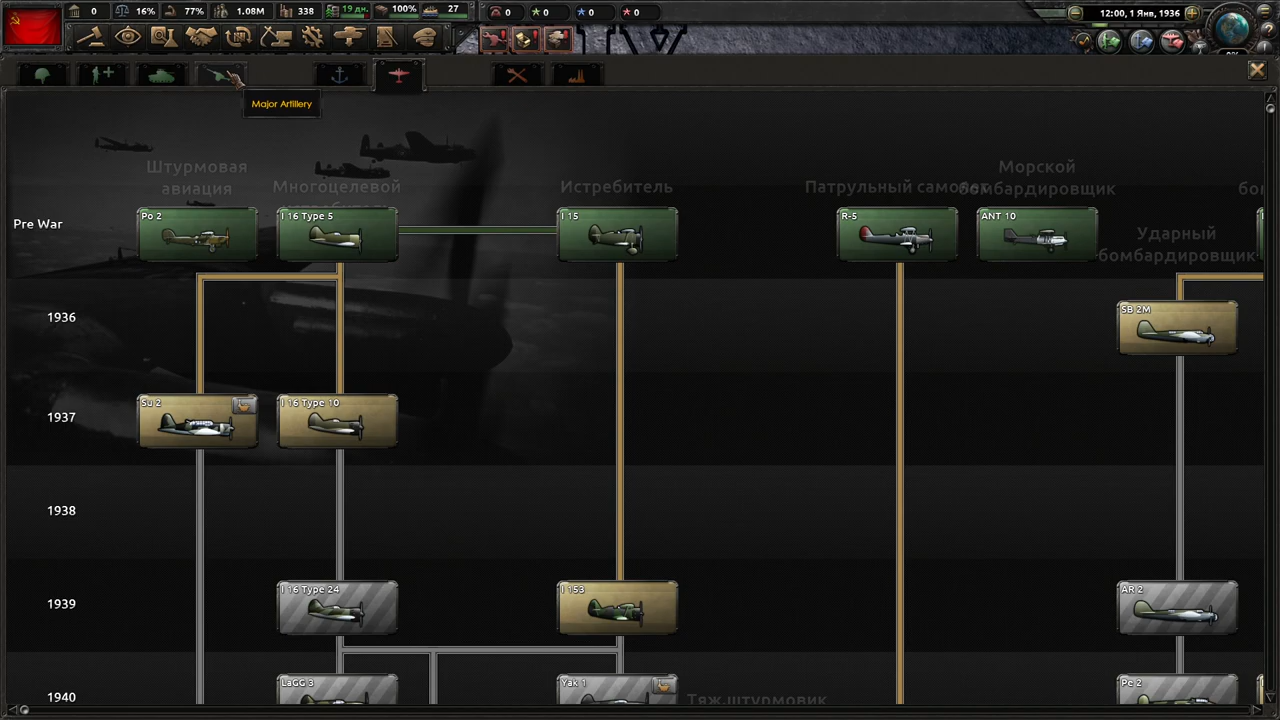 0
16%
77%
1.08M
338
19 дн.
100%
27
0
0
0
0
12:00, 1 Янв, 1936
Major Artillery
Штурмовая
авиация
Многоцелевой
Истребитель
Патрульный самолет
Морской
бомбардировщик
Ударный
бомбардировщик
Pre War
Po 2
I 16 Type 5
I 15
R-5
ANT 10
1936
SB 2M
1937
Su 2
I 16 Type 10
1938
1939
I 16 Type 24
I 153
AR 2
1940
LaGG 3
Yak 1
Тяж.штурмовик
Pe 2